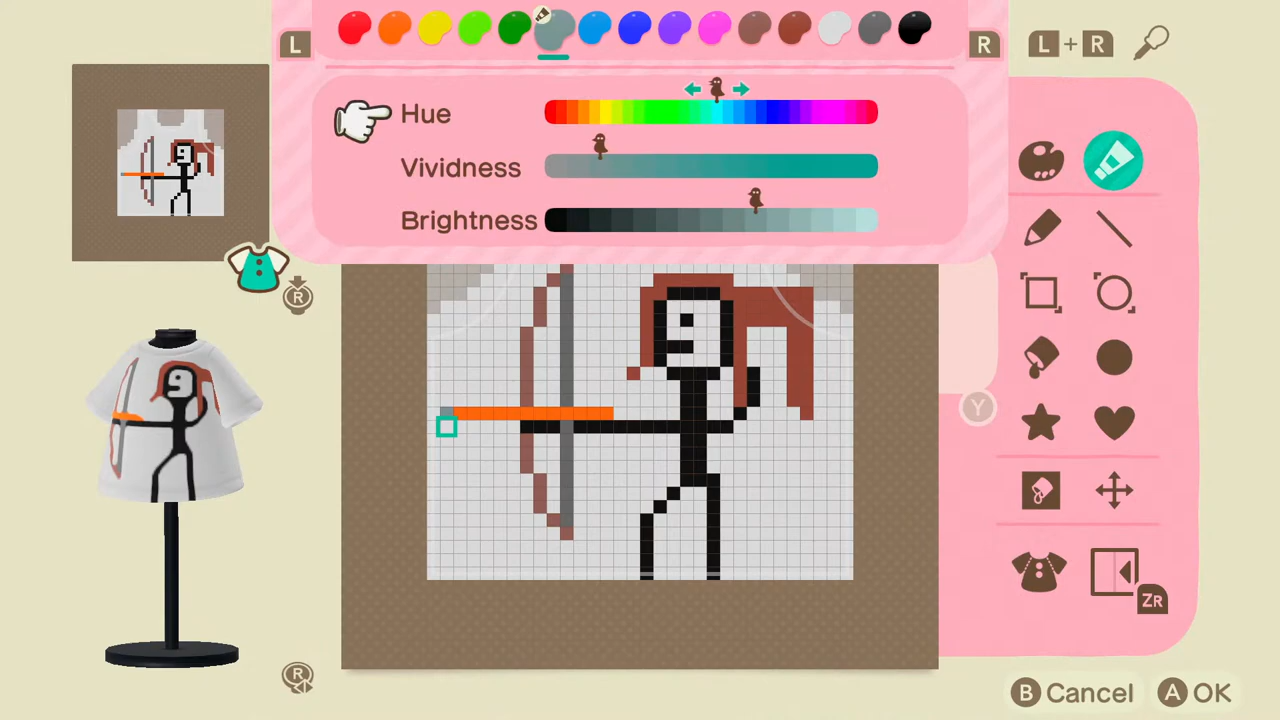 L
R
L + R
Hue
Vividness
Brightness
R
Y
ZR
R
B Cancel
A OK